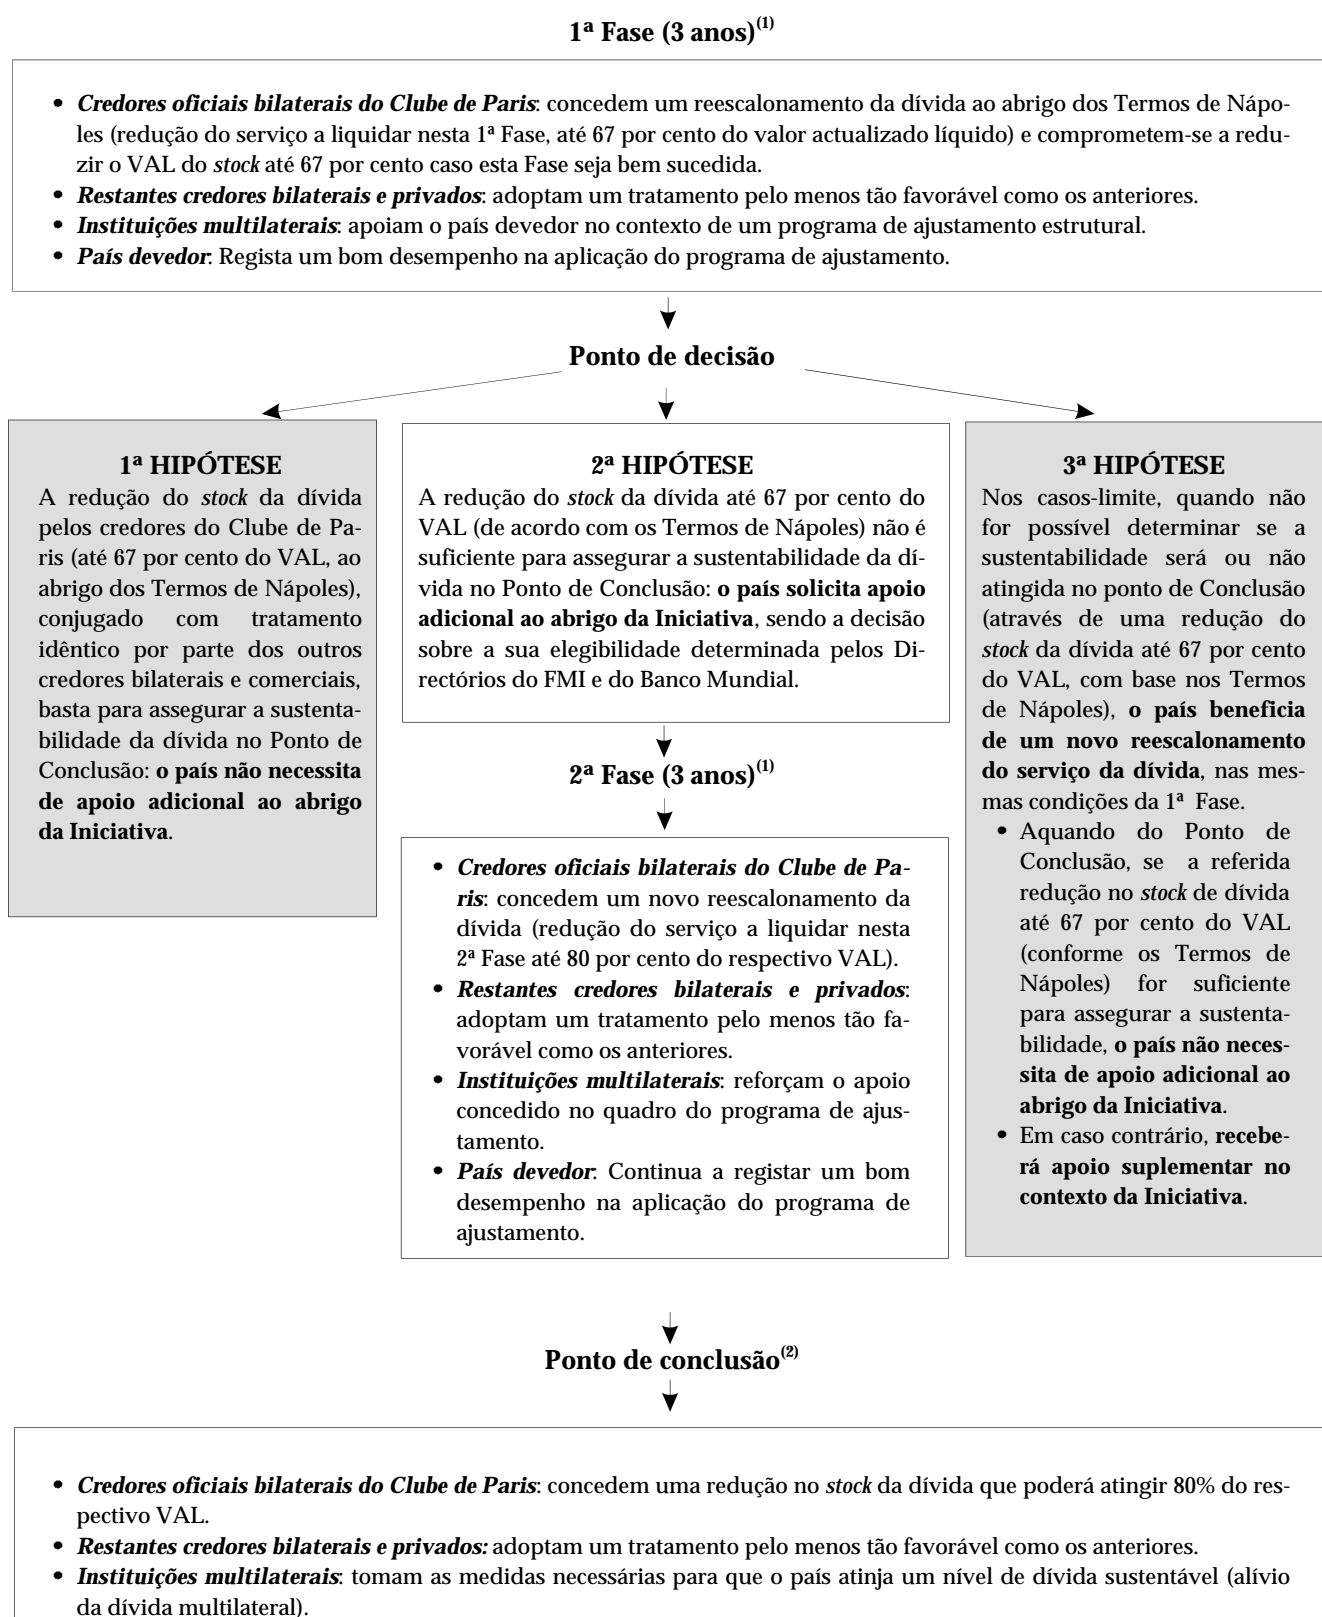 1ª Fase (3 anos)(1)
• Credores oficiais bilaterais do Clube de Paris: concedem um reescalonamento da dívida ao abrigo dos Termos de Nápo-
les (redução do serviço a liquidar nesta 1ª Fase, até 67 por cento do valor actualizado líquido) e comprometem-se a redu-
zir o VAL do stock até 67 por cento caso esta Fase seja bem sucedida.
• Restantes credores bilaterais e privados: adoptam um tratamento pelo menos tão favorável como os anteriores.
• Instituições multilaterais: apoiam o país devedor no contexto de um programa de ajustamento estrutural.
• País devedor: Regista um bom desempenho na aplicação do programa de ajustamento.
Ponto de decisão
1ª HIPÓTESE
A redução do stock da dívida
pelos credores do Clube de Pa-
ris (até 67 por cento do VAL, ao
abrigo dos Termos de Nápoles),
conjugado com tratamento
idêntico por parte dos outros
credores bilaterais e comerciais,
basta para assegurar a sustenta-
bilidade da dívida no Ponto de
Conclusão: o país não necessita
de apoio adicional ao abrigo
da Iniciativa.
2ª HIPÓTESE
A redução do stock da dívida até 67 por cento do
VAL (de acordo com os Termos de Nápoles) não é
suficiente para assegurar a sustentabilidade da dí-
vida no Ponto de Conclusão: o país solicita apoio
adicional ao abrigo da Iniciativa, sendo a decisão
sobre a sua elegibilidade determinada pelos Di-
rectórios do FMI e do Banco Mundial.
2ª Fase (3 anos)(1)
• Credores oficiais bilaterais do Clube de Pa-
ris: concedem um novo reescalonamento da
dívida (redução do serviço a liquidar nesta
2ª Fase até 80 por cento do respectivo VAL).
• Restantes credores bilaterais e privados:
adoptam um tratamento pelo menos tão fa-
vorável como os anteriores.
• Instituições multilaterais: reforçam o apoio
concedido no quadro do programa de ajus-
tamento.
• País devedor: Continua a registar um bom
desempenho na aplicação do programa de
ajustamento.
3ª HIPÓTESE
Nos casos-limite, quando não
for possível determinar se a
sustentabilidade será ou não
atingida no ponto de Conclusão
(através de uma redução do
stock da dívida até 67 por cento
do VAL, com base nos Termos
de Nápoles), o país beneficia
de um novo reescalonamento
do serviço da dívida, nas mes-
mas condições da 1ª Fase.
• Aquando do Ponto de
Conclusão, se a referida
redução no stock de dívida
até 67 por cento do VAL
(conforme os Termos de
Nápoles) for suficiente
para assegurar a sustenta-
bilidade, o país não neces-
sita de apoio adicional ao
abrigo da Iniciativa.
• Em caso contrário, recebe-
rá apoio suplementar no
contexto da Iniciativa.
Ponto de conclusão(2)
• Credores oficiais bilaterais do Clube de Paris: concedem uma redução no stock da dívida que poderá atingir 80% do res-
pectivo VAL.
• Restantes credores bilaterais e privados: adoptam um tratamento pelo menos tão favorável como os anteriores.
• Instituições multilaterais: tomam as medidas necessárias para que o país atinja um nível de dívida sustentável (alívio
da dívida multilateral).